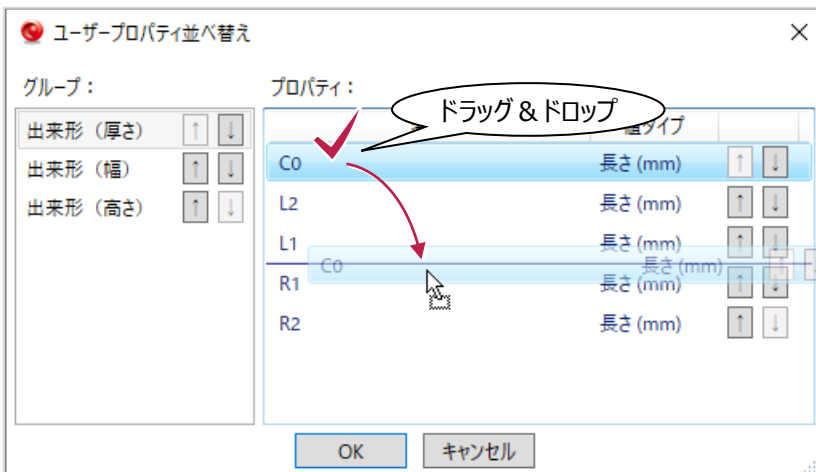 ユーザープロパティ並べ替え
グループ：
プロパティ：
ドラッグ＆ドロップ
値タイプ
出来形（厚さ） ↑ ↓
出来形（幅） ↑ ↓
出来形（高さ） ↑ ↓
C0 長さ(mm) ↑ ↓
L2 長さ(mm) ↑ ↓
L1 長さ(mm) ↑ ↓
C0 長さ(mm)
R1 長さ(mm) ↑ ↓
R2 長さ(mm) ↑ ↓
OK キャンセル